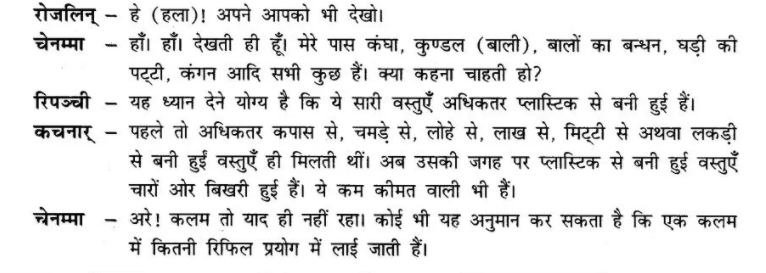 रोजलिन् – हे (हला)! अपने आपको भी देखो।
चेनम्मा – हाँ। हाँ। देखती ही हूँ। मेरे पास कंघा, कुण्डल (बाली), बालों का बन्धन, घड़ी की
पट्टी, कंगन आदि सभी कुछ हैं। क्या कहना चाहती हो?
रिपञ्ची – यह ध्यान देने योग्य है कि ये सारी वस्तुएँ अधिकतर प्लास्टिक से बनी हुई हैं।
कचनार – पहले तो अधिकतर कपास से, चमड़े से, लोहे से, लाख से, मिट्टी से अथवा लकड़ी
से बनी हुईं वस्तुएँ ही मिलती थीं। अब उसकी जगह पर प्लास्टिक से बनी हुई वस्तुएँ
चारों ओर बिखरी हुई हैं। ये कम कीमत वाली भी हैं।
चेनम्मा – अरे! कलम तो याद ही नहीं रहा। कोई भी यह अनुमान कर सकता है कि एक कलम
में कितनी रिफिल प्रयोग में लाई जाती हैं।